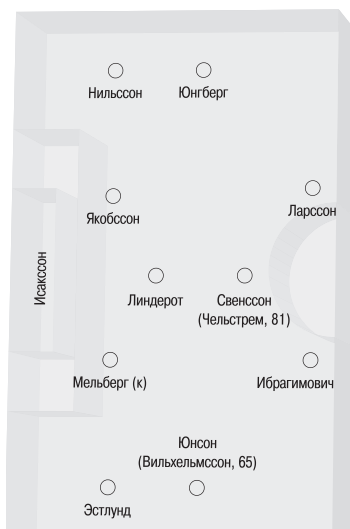 Нильссон
Юнгберг
Якобссон
Ларссон
Исакссон
Линдерот
Свенссон
(Чельстрем, 81)
Мельберг (к)
Ибрагимович
Юнсон
(Вильхельмссон, 65)
Эстлунд